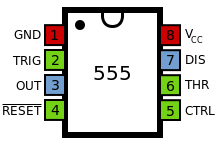 GND 1 8 VCC
TRIG 2 7 DIS
555
OUT 3 6 THR
RESET 4 5 CTRL